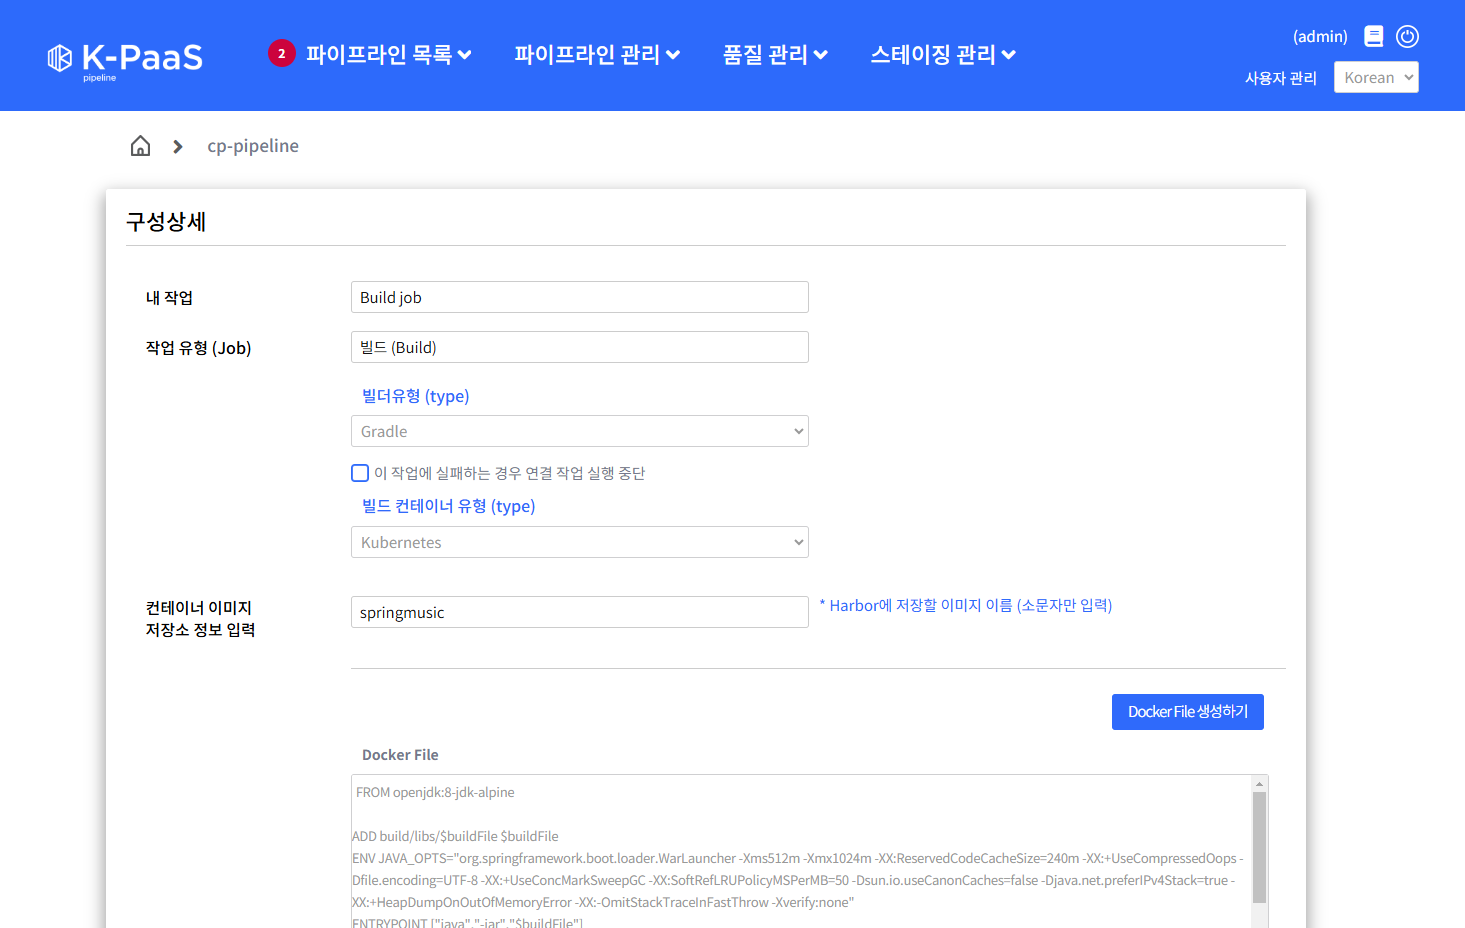 K-PaaS
pipeline
2 파이프라인 목록
파이프라인 관리
품질 관리
스테이징 관리
(admin)
사용자 관리
Korean
cp-pipeline
구성상세
내 작업
Build job
작업 유형 (Job)
빌드 (Build)
빌더유형 (type)
Gradle
이 작업에 실패하는 경우 연결 작업 실행 중단
빌드 컨테이너 유형 (type)
Kubernetes
컨테이너 이미지
저장소 정보 입력
springmusic
* Harbor에 저장할 이미지 이름 (소문자만 입력)
Docker File 생성하기
Docker File
FROM openjdk:8-jdk-alpine
ADD build/libs/$buildFile $buildFile
ENV JAVA_OPTS="org.springframework.boot.loader.WarLauncher -Xms512m -Xmx1024m -XX:ReservedCodeCacheSize=240m -XX:+UseCompressedOops -
Dfile.encoding=UTF-8 -XX:+UseConcMarkSweepGC -XX:SoftRefLRUPolicyMSPerMB=50 -Dsun.io.useCanonCaches=false -Djava.net.preferIPv4Stack=true -
XX:+HeapDumpOnOutOfMemoryError -XX:-OmitStackTraceInFastThrow -Xverify:none"
ENTRYPOINT ["java","-jar","$buildFile"]